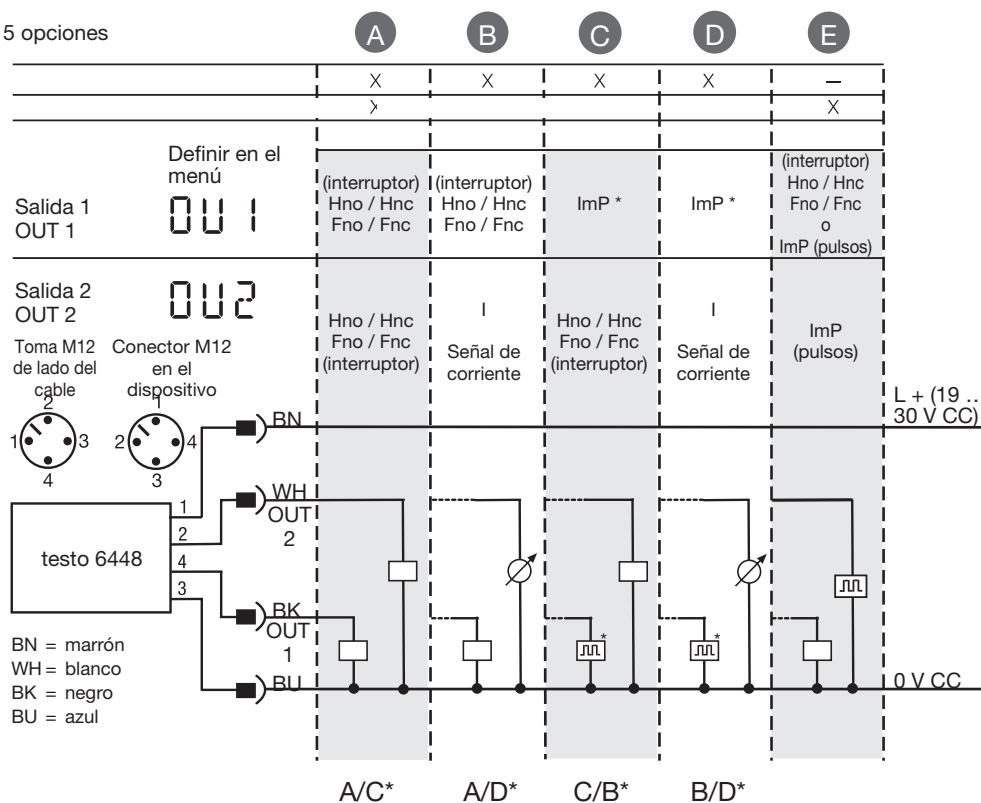 5 opciones
A B C D E
X X X X –
X X
Definir en el
menú
Salida 1
OUT 1
OU1
(interruptor)
Hno / Hnc
Fno / Fnc
(interruptor)
Hno / Hnc
Fno / Fnc
ImP *
ImP *
(interruptor)
Hno / Hnc
Fno / Fnc
o
ImP (pulsos)
Salida 2
OUT 2
OU2
Hno / Hnc
Fno / Fnc
(interruptor)
I
Señal de
corriente
Hno / Hnc
Fno / Fnc
(interruptor)
I
Señal de
corriente
ImP
(pulsos)
Toma M12
de lado del
cable
Conector M12
en el
dispositivo
2
1 3
4
1
2 4
3
L + (19 ..
30 V CC)
BN
WH
OUT
2
BK
OUT
1
BU
0 V CC
testo 6448
1
2
4
3
*
*
BN = marrón
WH = blanco
BK = negro
BU = azul
A/C* A/D* C/B* B/D*